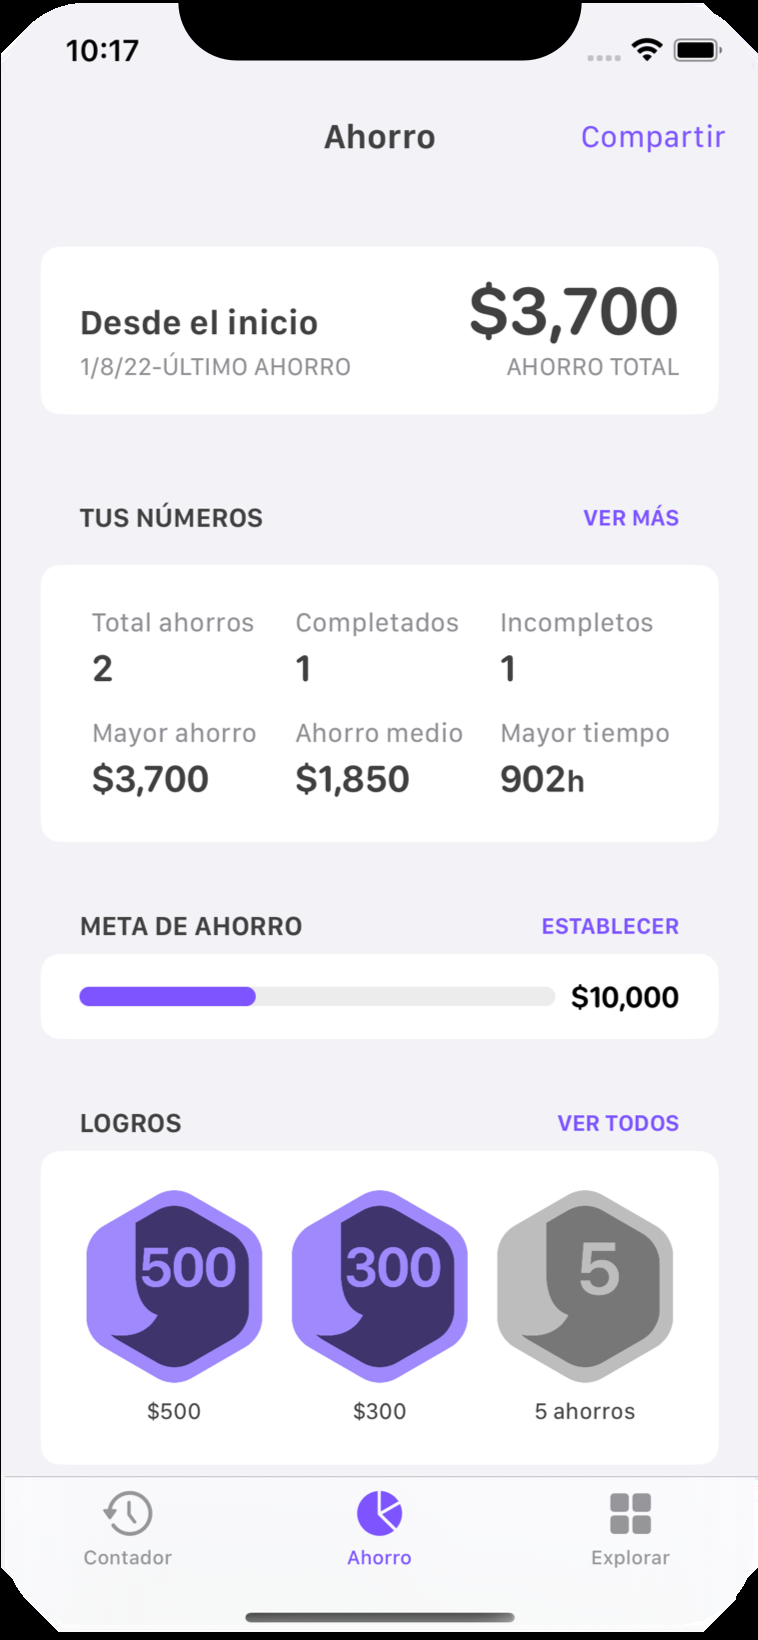 10:17
Ahorro
Compartir
Desde el inicio
$3,700
1/8/22-ÚLTIMO AHORRO
AHORRO TOTAL
TUS NÚMEROS
VER MÁS
Total ahorros
Completados
Incompletos
2
1
1
Mayor ahorro
Ahorro medio
Mayor tiempo
$3,700
$1,850
902h
META DE AHORRO
ESTABLECER
$10,000
LOGROS
VER TODOS
500
300
5
$500
$300
5 ahorros
Contador
Ahorro
Explorar